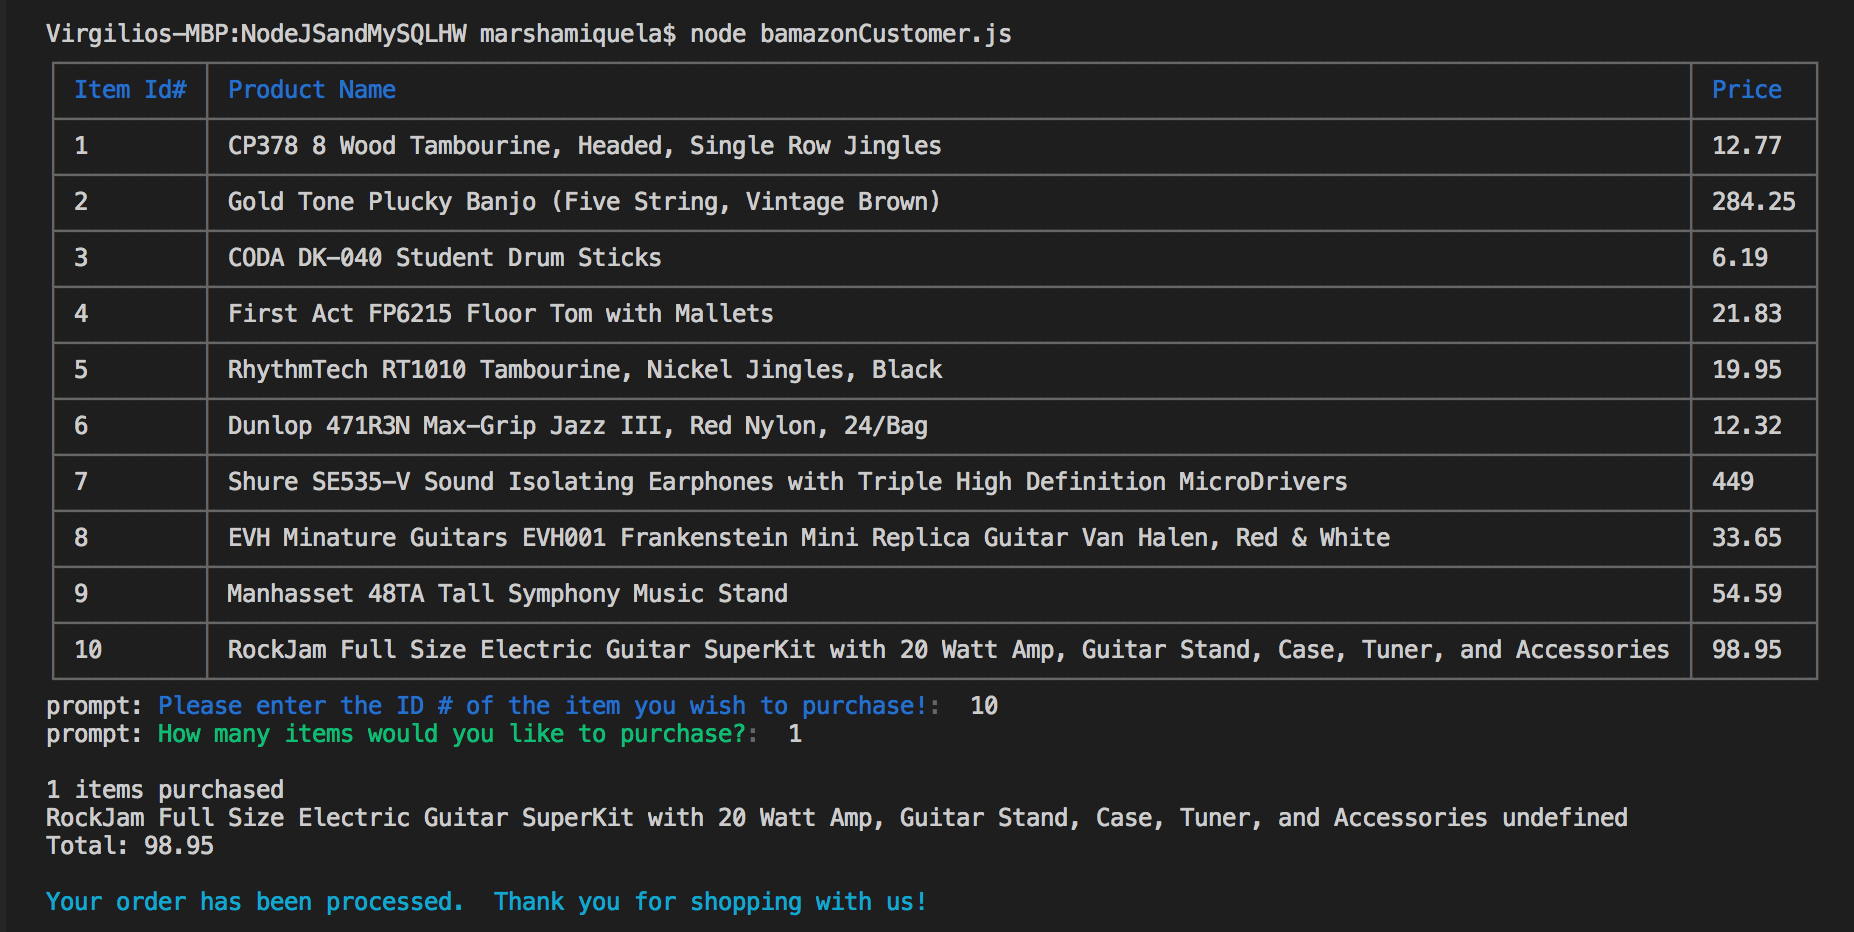 Virgilios-MBP:NodeJSandMySQLHW marshamiquela$ node bamazonCustomer.js
Item Id# Product Name Price
1 CP378 8 Wood Tambourine, Headed, Single Row Jingles 12.77
2 Gold Tone Plucky Banjo (Five String, Vintage Brown) 284.25
3 CODA DK-040 Student Drum Sticks 6.19
4 First Act FP6215 Floor Tom with Mallets 21.83
5 RhythmTech RT1010 Tambourine, Nickel Jingles, Black 19.95
6 Dunlop 471R3N Max-Grip Jazz III, Red Nylon, 24/Bag 12.32
7 Shure SE535-V Sound Isolating Earphones with Triple High Definition MicroDrivers 449
8 EVH Minature Guitars EVH001 Frankenstein Mini Replica Guitar Van Halen, Red & White 33.65
9 Manhasset 48TA Tall Symphony Music Stand 54.59
10 RockJam Full Size Electric Guitar SuperKit with 20 Watt Amp, Guitar Stand, Case, Tuner, and Accessories 98.95
prompt: Please enter the ID # of the item you wish to purchase!: 10
prompt: How many items would you like to purchase?: 1
1 items purchased
RockJam Full Size Electric Guitar SuperKit with 20 Watt Amp, Guitar Stand, Case, Tuner, and Accessories undefined
Total: 98.95
Your order has been processed. Thank you for shopping with us!